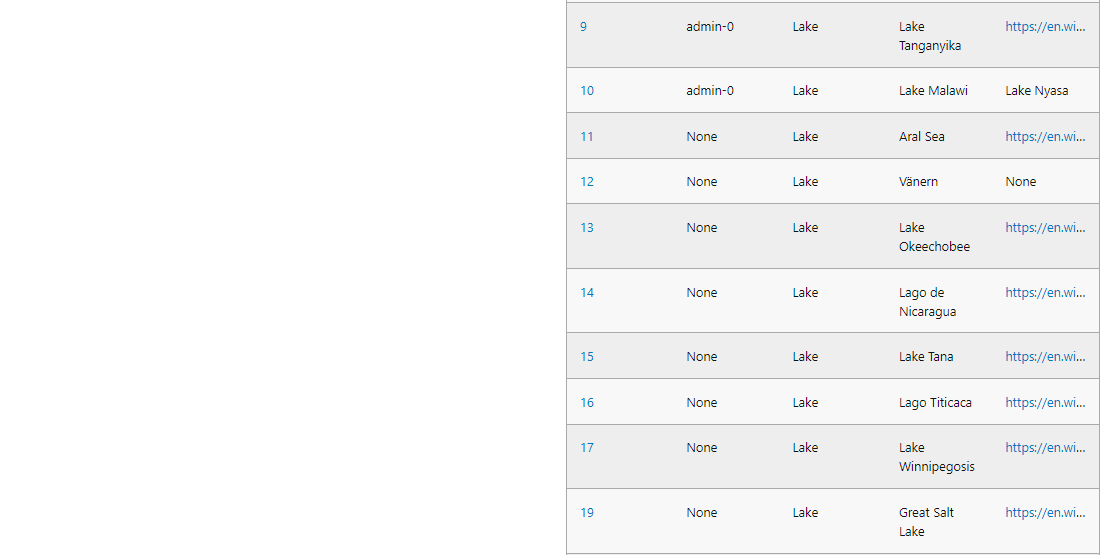 9 admin-0 Lake Lake https://en.wi...
Tanganyika
10 admin-0 Lake Lake Malawi Lake Nyasa
11 None Lake Aral Sea https://en.wi...
12 None Lake Vänern None
13 None Lake Lake https://en.wi...
Okeechobee
14 None Lake Lago de https://en.wi...
Nicaragua
15 None Lake Lake Tana https://en.wi...
16 None Lake Lago Titicaca https://en.wi...
17 None Lake Lake https://en.wi...
Winnipegosis
19 None Lake Great Salt https://en.wi...
Lake